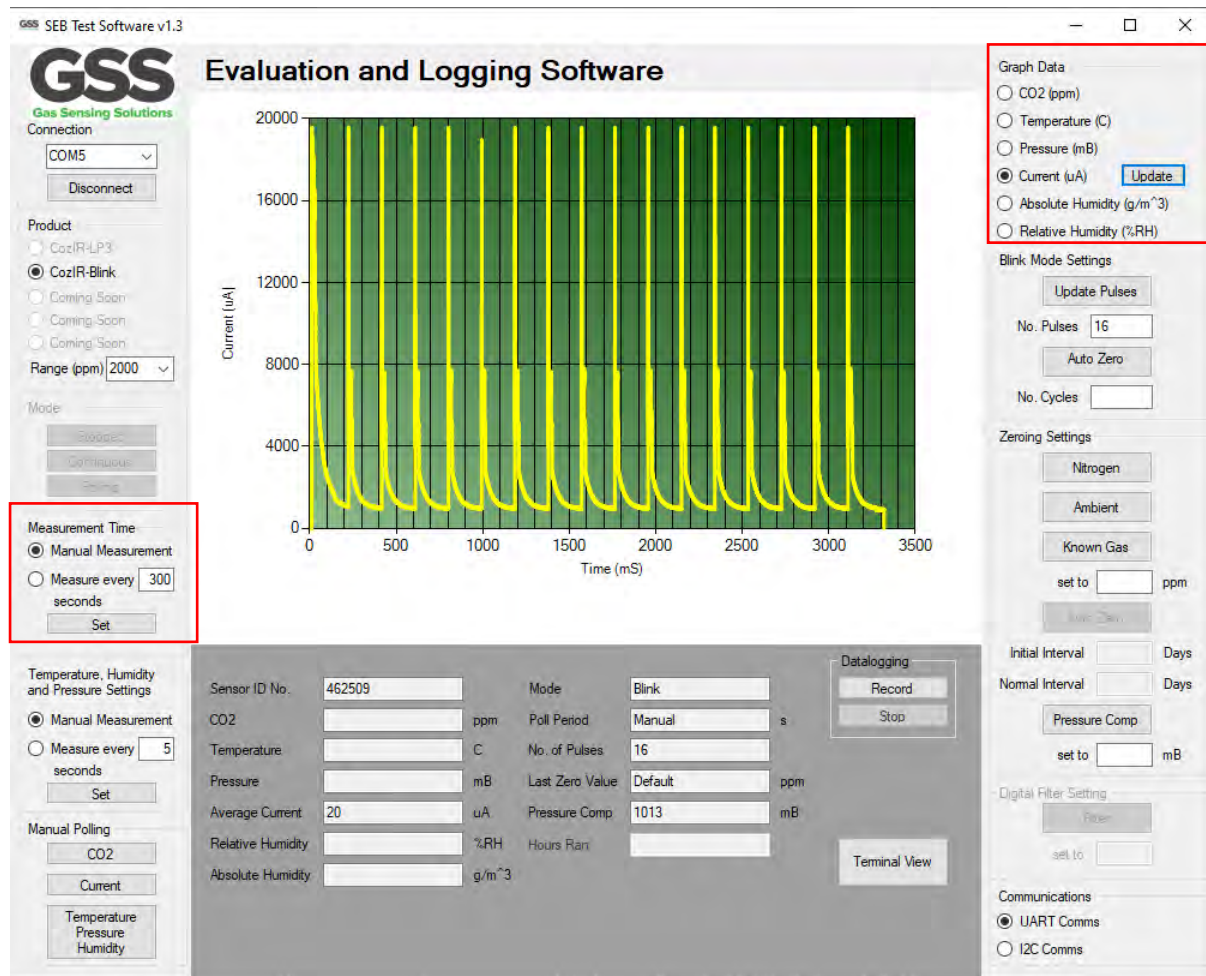 GSS SEB Test Software v1.3
GSS
Gas Sensing Solutions
Evaluation and Logging Software
Connection
COM5
Disconnect
Product
CozIR-LP3
CozIR-Blink
Coming Soon
Coming Soon
Coming Soon
Range (ppm) 2000
Mode
Stopped
Continuous
Polling
Measurement Time
Manual Measurement
Measure every 300
seconds
Set
Temperature, Humidity
and Pressure Settings
Manual Measurement
Measure every 5
seconds
Set
Manual Polling
CO2
Current
Temperature
Pressure
Humidity
Current (uA)
20000
16000
12000
8000
4000
0
0 500 1000 1500 2000 2500 3000 3500
Time (mS)
Sensor ID No. 462509
CO2 ppm
Temperature C
Pressure mB
Average Current 20 uA
Relative Humidity %RH
Absolute Humidity g/m^3
Mode Blink
Poll Period Manual s
No. of Pulses 16
Last Zero Value Default ppm
Pressure Comp 1013 mB
Hours Ran
Datalogging
Record
Stop
Terminal View
Graph Data
CO2 (ppm)
Temperature (C)
Pressure (mB)
Current (uA) Update
Absolute Humidity (g/m^3)
Relative Humidity (%RH)
Blink Mode Settings
Update Pulses
No. Pulses 16
Auto Zero
No. Cycles
Zeroing Settings
Nitrogen
Ambient
Known Gas
set to ppm
Auto Zero
Initial Interval Days
Normal Interval Days
Pressure Comp
set to mB
Digital Filter Setting
Filter
set to
Communications
UART Comms
I2C Comms